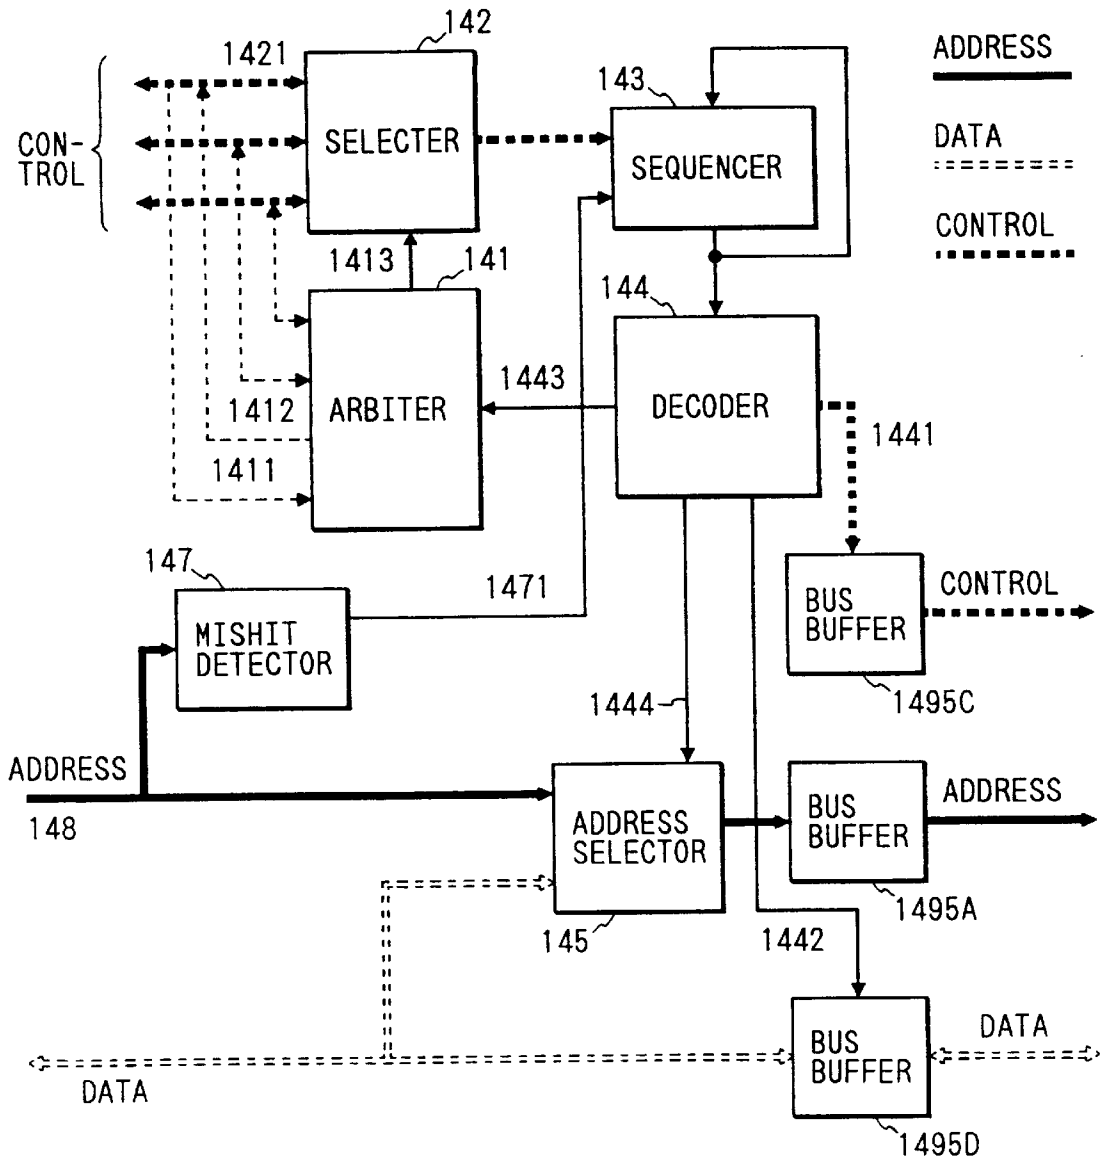 142
1421
CON-
TROL
SELECTER
143
SEQUENCER
ADDRESS
DATA
CONTROL
1413
141
144
ARBITER
1443
DECODER
1412
1411
1441
147
MISHIT
DETECTOR
1471
BUS
BUFFER
CONTROL
1495C
1444
ADDRESS
148
ADDRESS
SELECTOR
145
BUS
BUFFER
ADDRESS
1495A
1442
DATA
BUS
BUFFER
DATA
1495D